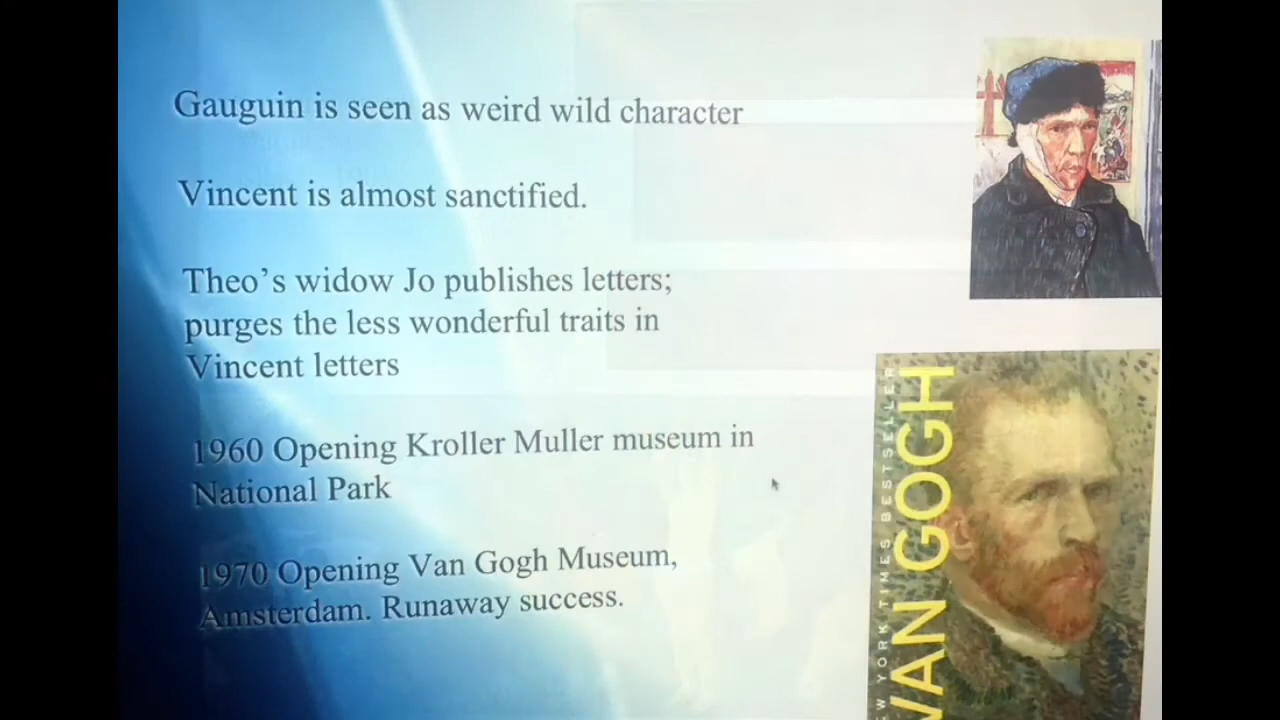 Gauguin is seen as weird wild character
Vincent is almost sanctified.
Theo's widow Jo publishes letters;
purges the less wonderful traits in
Vincent letters
1960 Opening Kroller Muller museum in
National Park
1970 Opening Van Gogh Museum,
Amsterdam. Runaway success.
EW YORK TIMES BESTSELLER
VAN GOGH